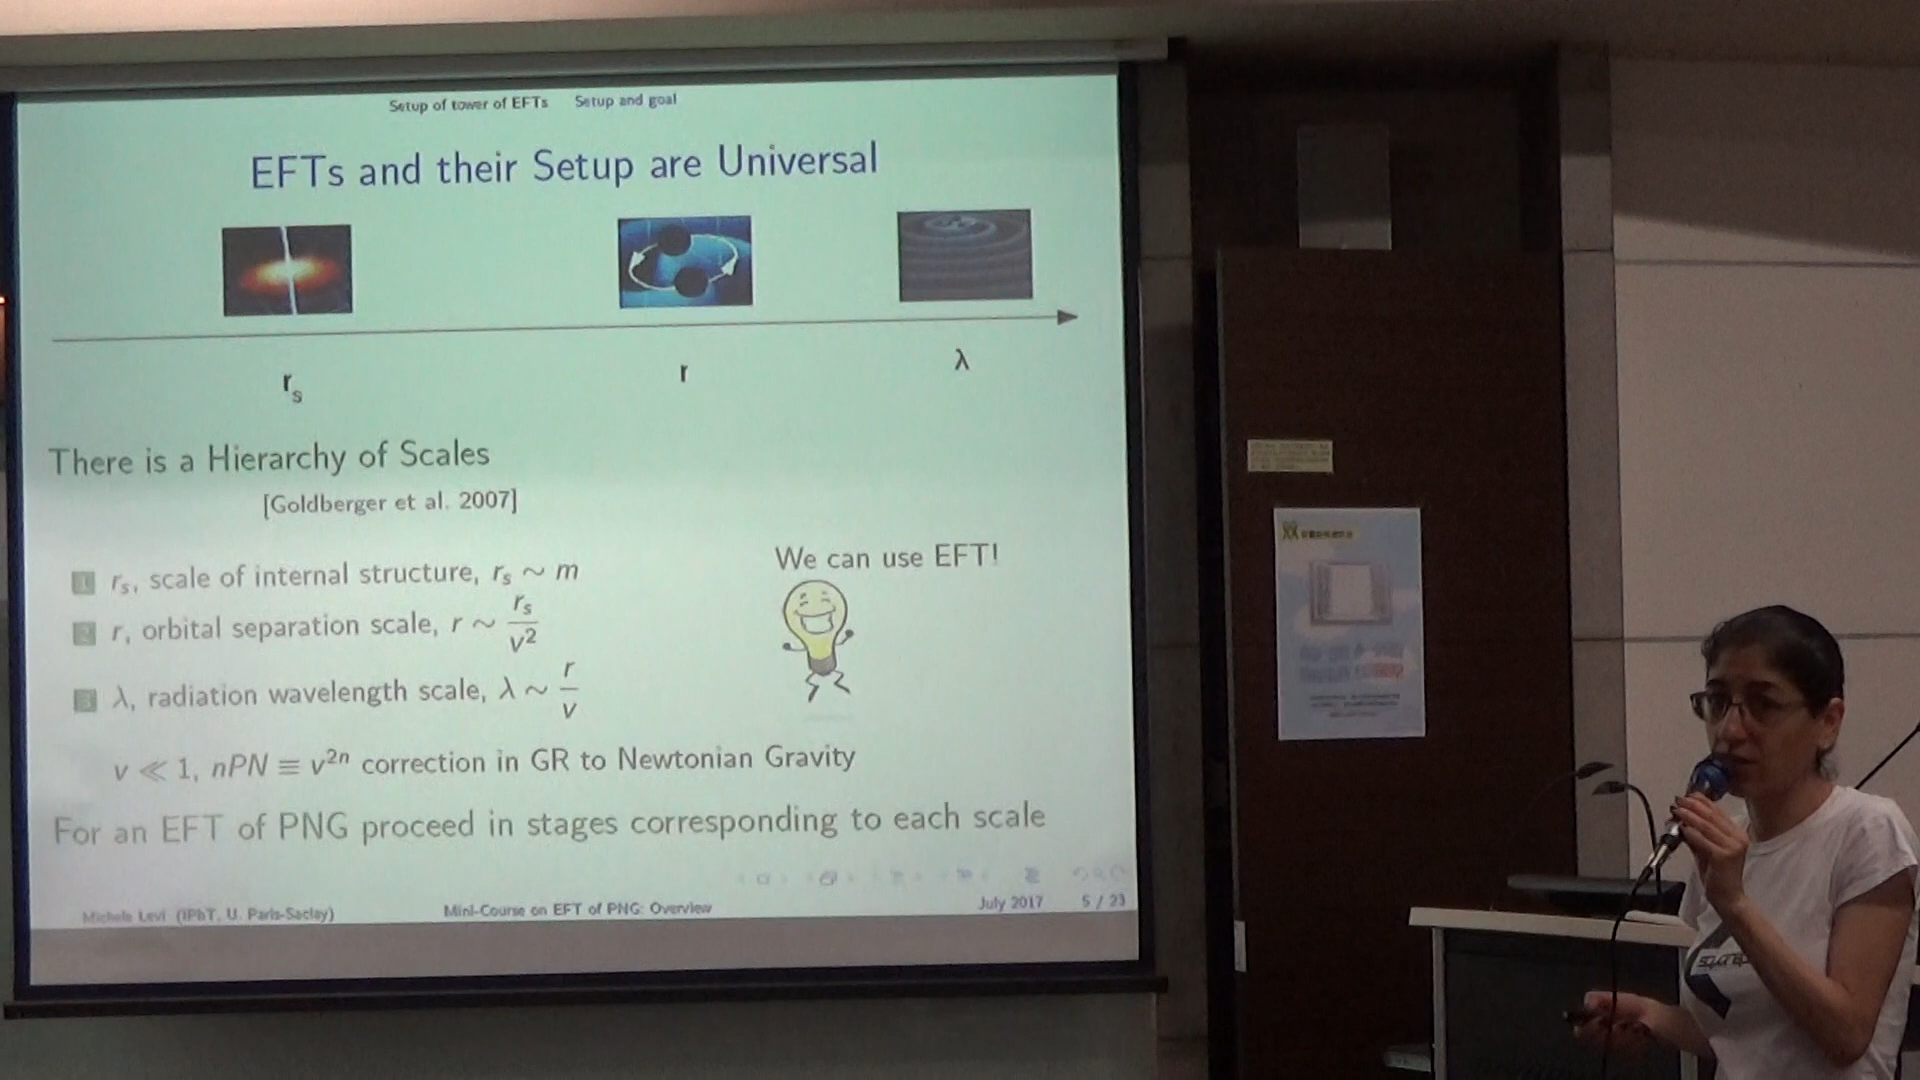 Setup of tower of EFTs Setup and goal
EFTs and their Setup are Universal
r_s r λ
There is a Hierarchy of Scales
[Goldberger et al. 2007]
1 r_s, scale of internal structure, r_s ∼ m
2 r, orbital separation scale, r ∼ r_s/v²
3 λ, radiation wavelength scale, λ ∼ r/v
We can use EFT!
v ≪ 1, nPN ≡ v²ⁿ correction in GR to Newtonian Gravity
For an EFT of PNG proceed in stages corresponding to each scale
Michele Levi (IPhT, U. Paris-Saclay) Mini-Course on EFT of PNG: Overview July 2017 5 / 23